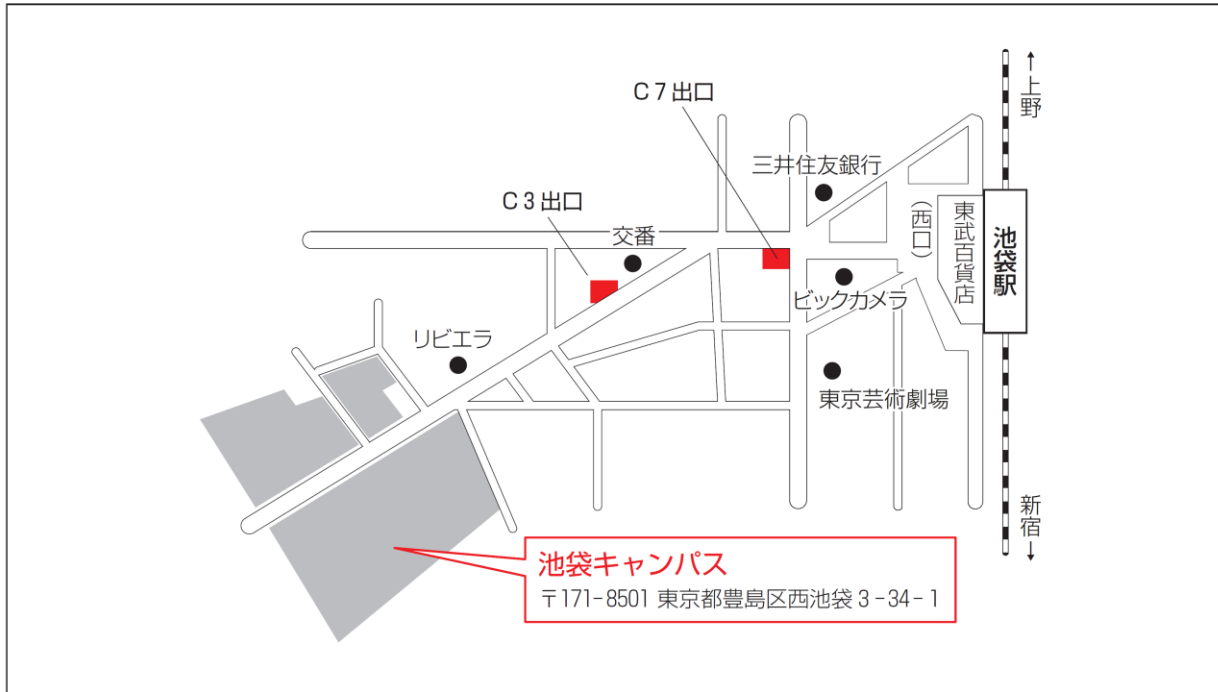 ↑上野
C7出口
三井住友銀行
C3出口
交番
(西口)
東武百貨店
池袋駅
ビックカメラ
リビエラ
東京芸術劇場
新宿↓
池袋キャンパス
〒171-8501 東京都豊島区西池袋3-34-1